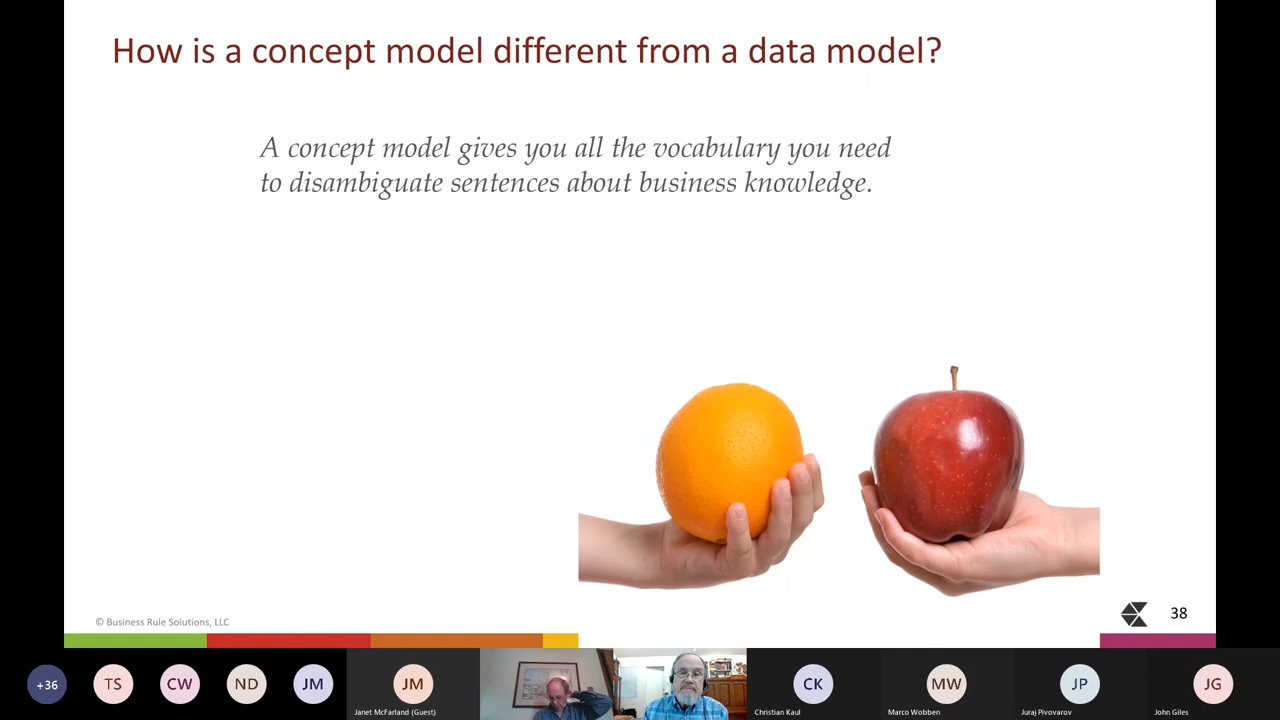 How is a concept model different from a data model?
A concept model gives you all the vocabulary you need
to disambiguate sentences about business knowledge.
© Business Rule Solutions, LLC
38
+36
TS
CW
ND
JM
JM
Janet McFarland (Guest)
CK
Christian Kaul
MW
Marco Wobben
JP
Juraj Pivovarov
JG
John Giles